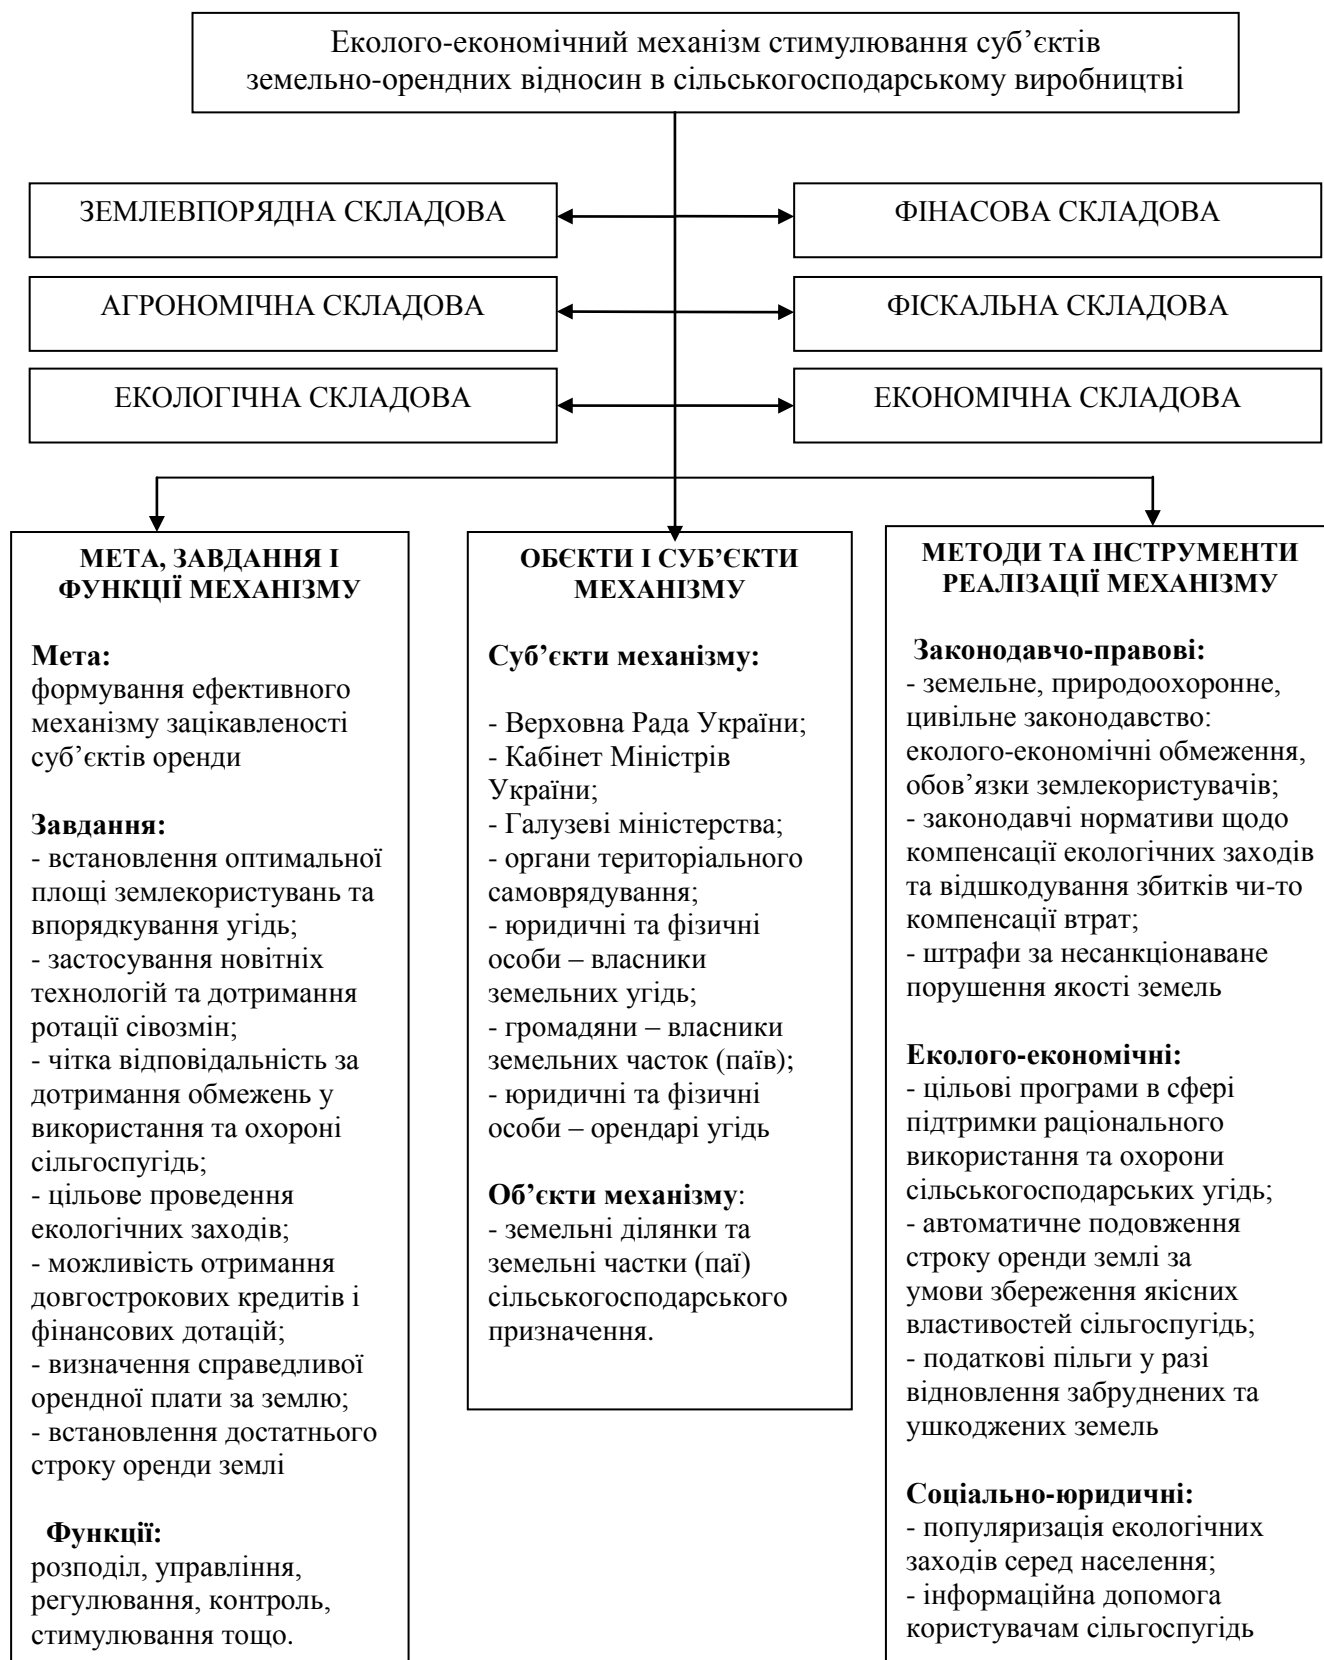 Еколого-економічний механізм стимулювання суб’єктів
земельно-орендних відносин в сільськогосподарському виробництві
ЗЕМЛЕВПОРЯДНА СКЛАДОВА
ФІНАСОВА СКЛАДОВА
АГРОНОМІЧНА СКЛАДОВА
ФІСКАЛЬНА СКЛАДОВА
ЕКОЛОГІЧНА СКЛАДОВА
ЕКОНОМІЧНА СКЛАДОВА
МЕТА, ЗАВДАННЯ І
ФУНКЦІЇ МЕХАНІЗМУ
Мета:
формування ефективного
механізму зацікавленості
суб’єктів оренди
Завдання:
- встановлення оптимальної
площі землекористувань та
впорядкування угідь;
- застосування новітніх
технологій та дотримання
ротації сівозмін;
- чітка відповідальність за
дотримання обмежень у
використання та охороні
сільгоспугідь;
- цільове проведення
екологічних заходів;
- можливість отримання
довгострокових кредитів і
фінансових дотацій;
- визначення справедливої
орендної плати за землю;
- встановлення достатнього
строку оренди землі
Функції:
розподіл, управління,
регулювання, контроль,
стимулювання тощо.
ОБЄКТИ І СУБ’ЄКТИ
МЕХАНІЗМУ
Суб’єкти механізму:
- Верховна Рада України;
- Кабінет Міністрів
України;
- Галузеві міністерства;
- органи територіального
самоврядування;
- юридичні та фізичні
особи – власники
земельних угідь;
- громадяни – власники
земельних часток (паїв);
- юридичні та фізичні
особи – орендарі угідь
Об’єкти механізму:
- земельні ділянки та
земельні частки (паї)
сільськогосподарського
призначення.
МЕТОДИ ТА ІНСТРУМЕНТИ
РЕАЛІЗАЦІЇ МЕХАНІЗМУ
Законодавчо-правові:
- земельне, природоохоронне,
цивільне законодавство:
еколого-економічні обмеження,
обов’язки землекористувачів;
- законодавчі нормативи щодо
компенсації екологічних заходів
та відшкодування збитків чи-то
компенсації втрат;
- штрафи за несанкціонаване
порушення якості земель
Еколого-економічні:
- цільові програми в сфері
підтримки раціонального
використання та охорони
сільськогосподарських угідь;
- автоматичне подовження
строку оренди землі за
умови збереження якісних
властивостей сільгоспугідь;
- податкові пільги у разі
відновлення забруднених та
ушкоджених земель
Соціально-юридичні:
- популяризація екологічних
заходів серед населення;
- інформаційна допомога
користувачам сільгоспугідь